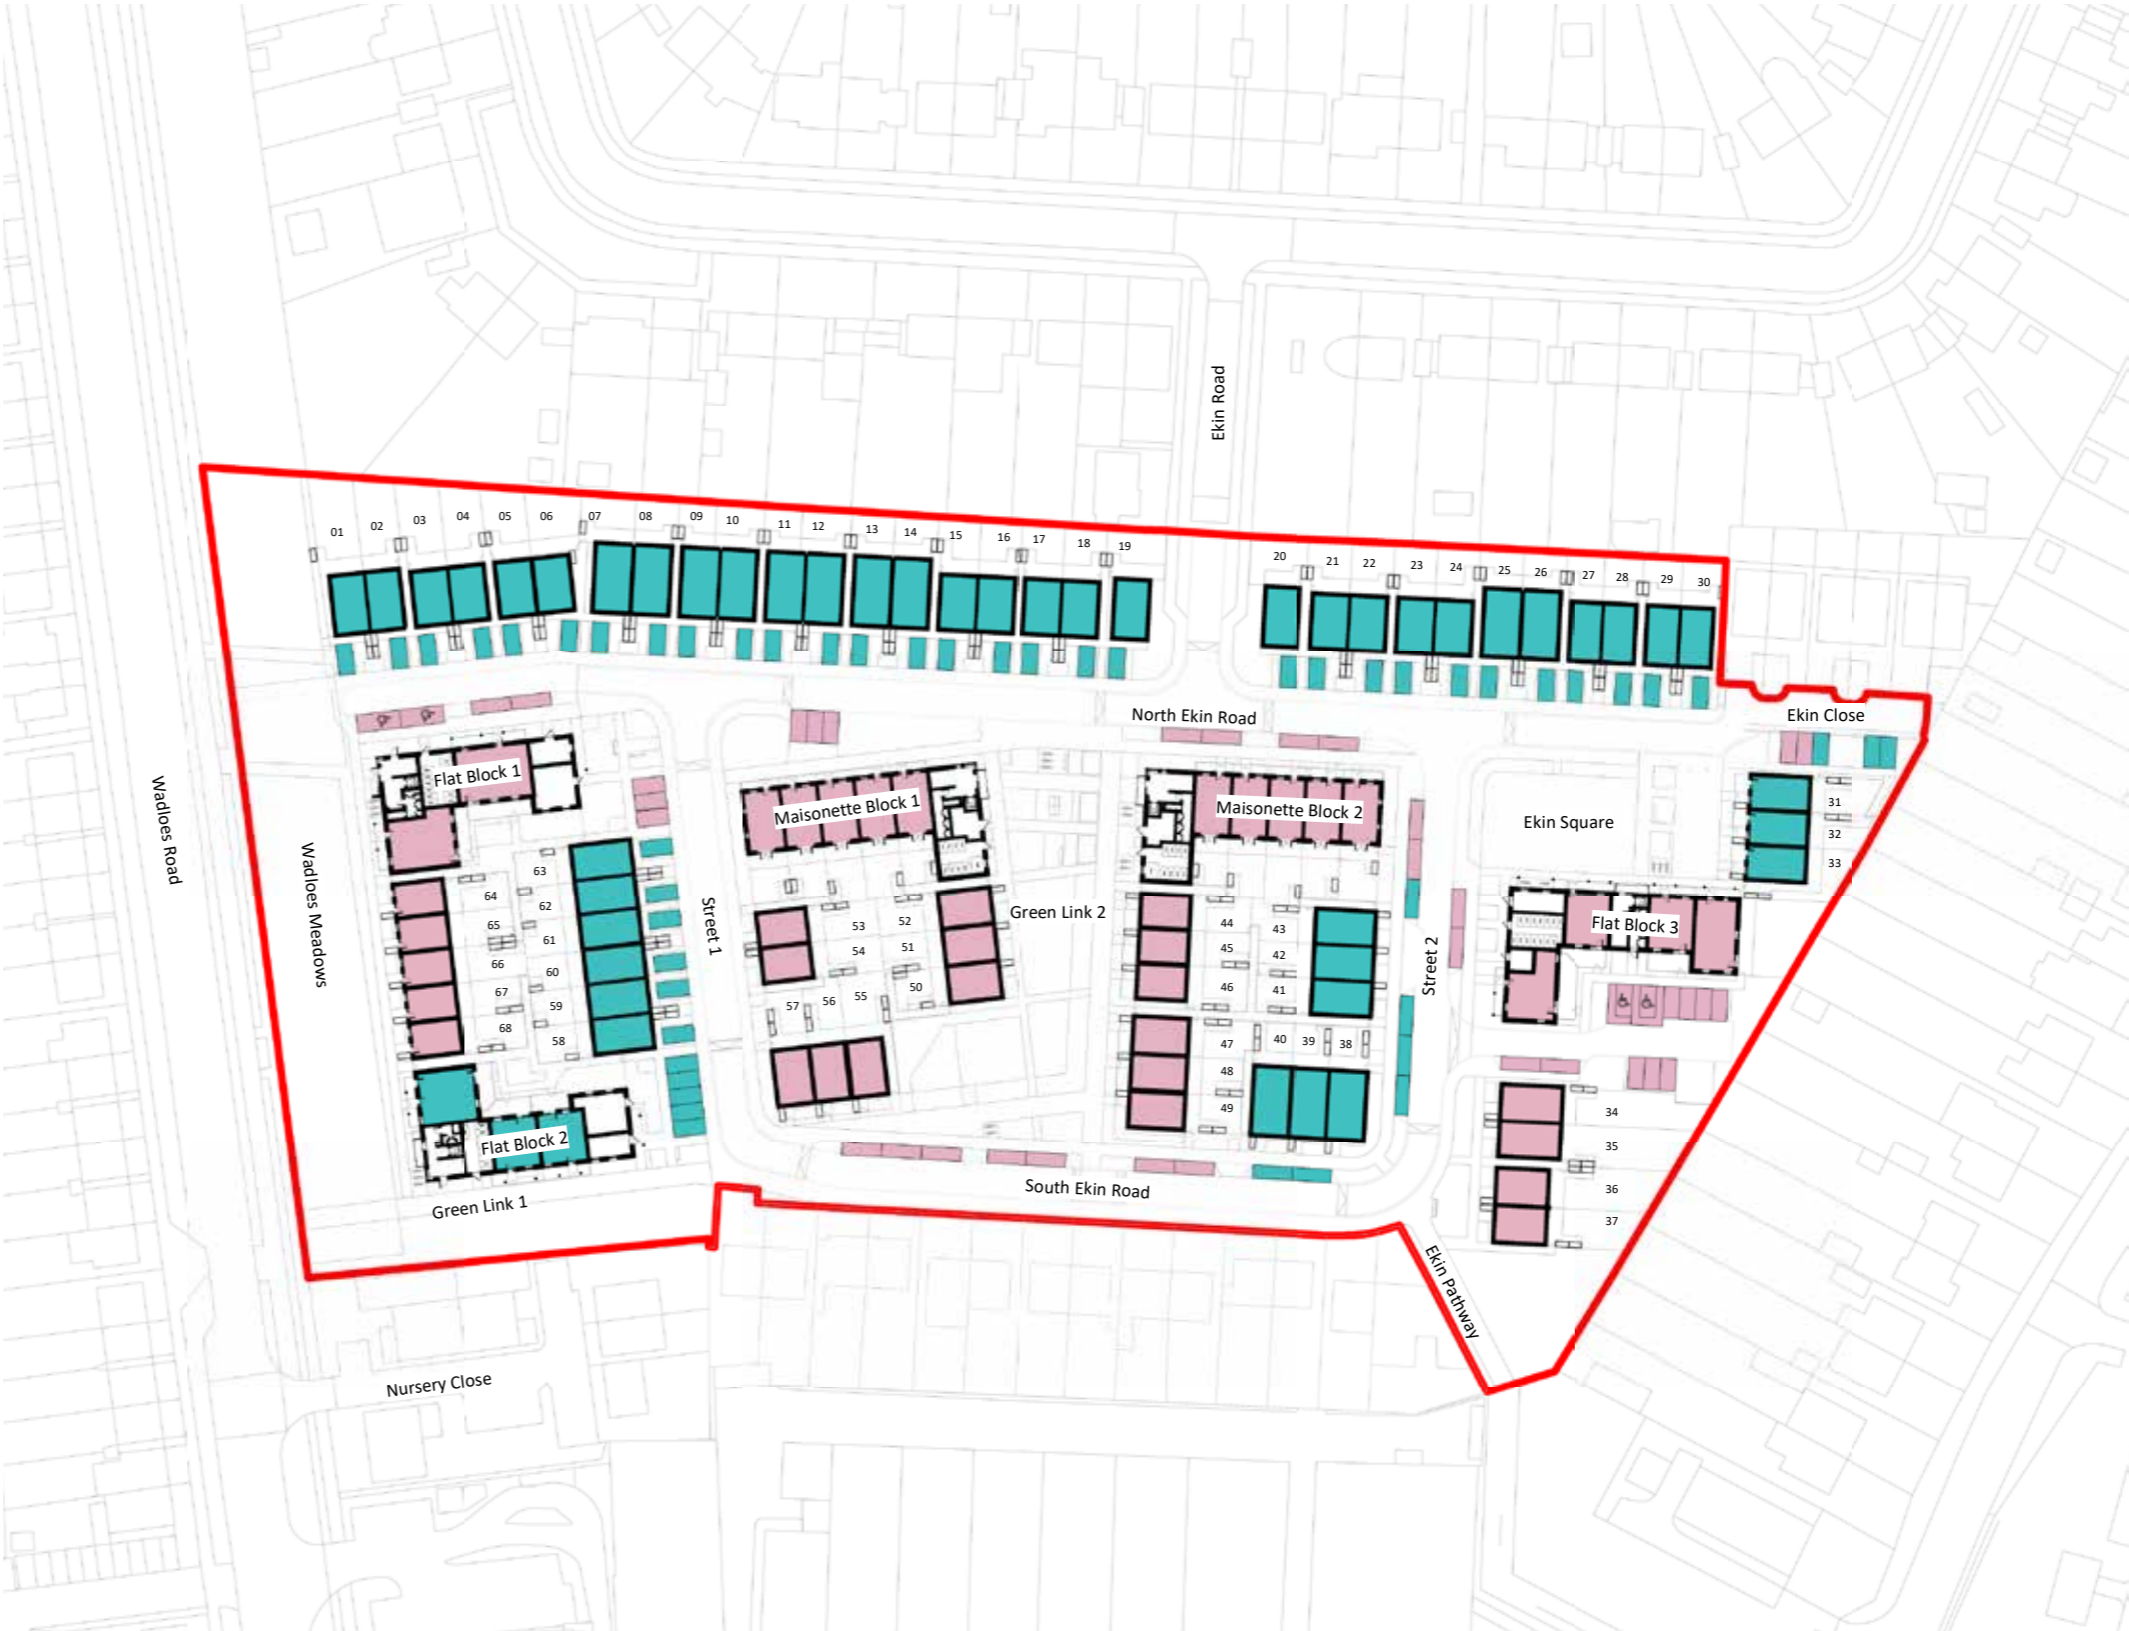 Ekin Road
01 02 03 04 05 06 07 08 09 10 11 12 13 14 15 16 17 18 19
20 21 22 23 24 25 26 27 28 29 30
North Ekin Road
Ekin Close
Wadloes Road
Wadloes Meadows
Flat Block 1
Maisonette Block 1
Maisonette Block 2
Ekin Square
31
32
33
63
64
62
65
61
66
60
67
59
68
58
Street 1
53
52
54
51
57
56
55
50
Green Link 2
44
43
45
42
46
41
47
40
39
38
48
49
Street 2
Flat Block 3
34
35
36
37
Flat Block 2
Green Link 1
South Ekin Road
Ekin Pathway
Nursery Close